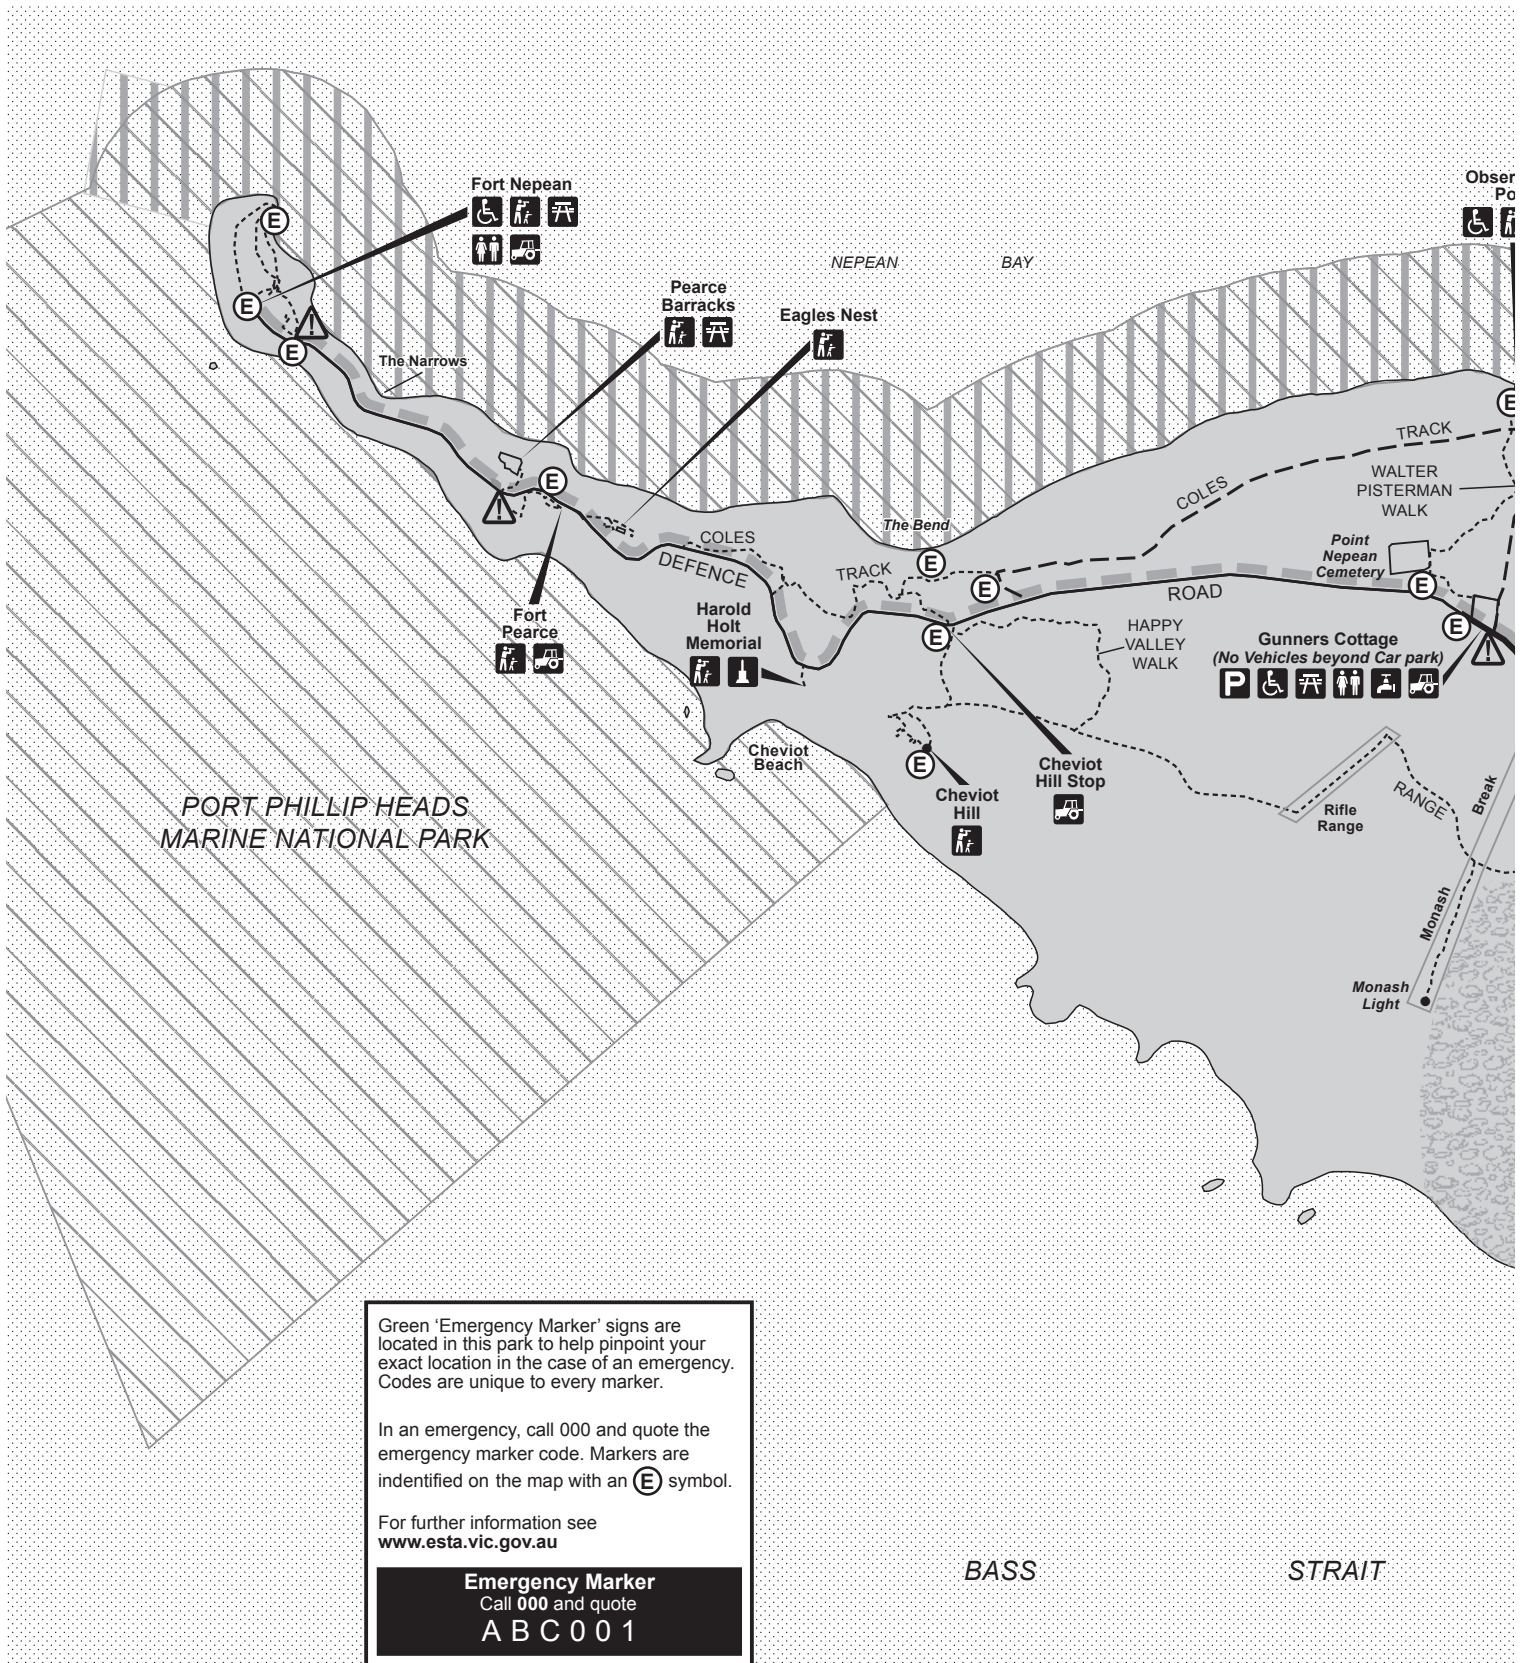 Obser
Po
Fort Nepean
E
NEPEAN BAY
Pearce
Barracks
Eagles Nest
E
!
E
The Narrows
E
TRACK
COLES
WALTER
PISTERMAN
WALK
E
!
The Bend
COLES
DEFENCE
TRACK
E
E
Point
Nepean
Cemetery
E
ROAD
Fort
Pearce
Harold
Holt
Memorial
E
HAPPY
VALLEY
WALK
E
!
Gunners Cottage
(No Vehicles beyond Car park)
P
Cheviot
Beach
E
Cheviot
Hill
Cheviot
Hill Stop
Rifle
Range
RANGE
Break
Monash
Monash
Light
PORT PHILLIP HEADS
MARINE NATIONAL PARK
Green ‘Emergency Marker’ signs are
located in this park to help pinpoint your
exact location in the case of an emergency.
Codes are unique to every marker.
In an emergency, call 000 and quote the
emergency marker code. Markers are
indentified on the map with an E symbol.
For further information see
www.esta.vic.gov.au
Emergency Marker
Call 000 and quote
ABC001
BASS STRAIT